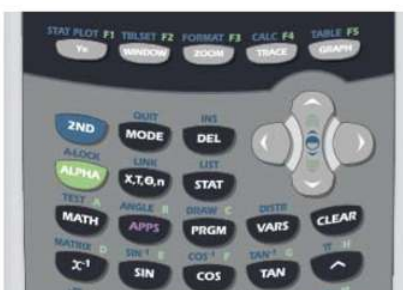 STAT PLOT F1 TBLSET F2 FORMAT F3 CALC F4 TABLE F5
Y= WINDOW ZOOM TRACE GRAPH
QUIT INS
2ND MODE DEL
A-LOCK LINK LIST
ALPHA X,T,Θ,n STAT
TEST A ANGLE B DRAW C DISTR
MATH APPS PRGM VARS CLEAR
MATRIX D SIN⁻¹ E COS⁻¹ F TAN⁻¹ G π H
x⁻¹ SIN COS TAN ^